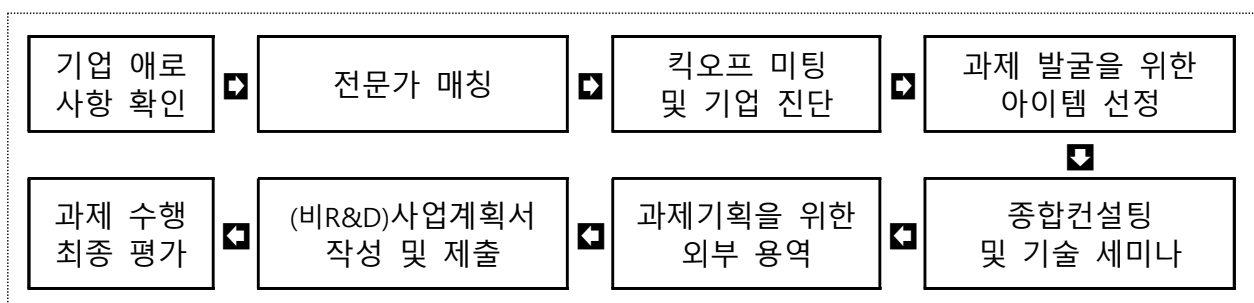 기업 애로
사항 확인
전문가 매칭
킥오프 미팅
및 기업 진단
과제 발굴을 위한
아이템 선정
종합컨설팅
및 기술 세미나
과제기획을 위한
외부 용역
(비R&D)사업계획서
작성 및 제출
과제 수행
최종 평가